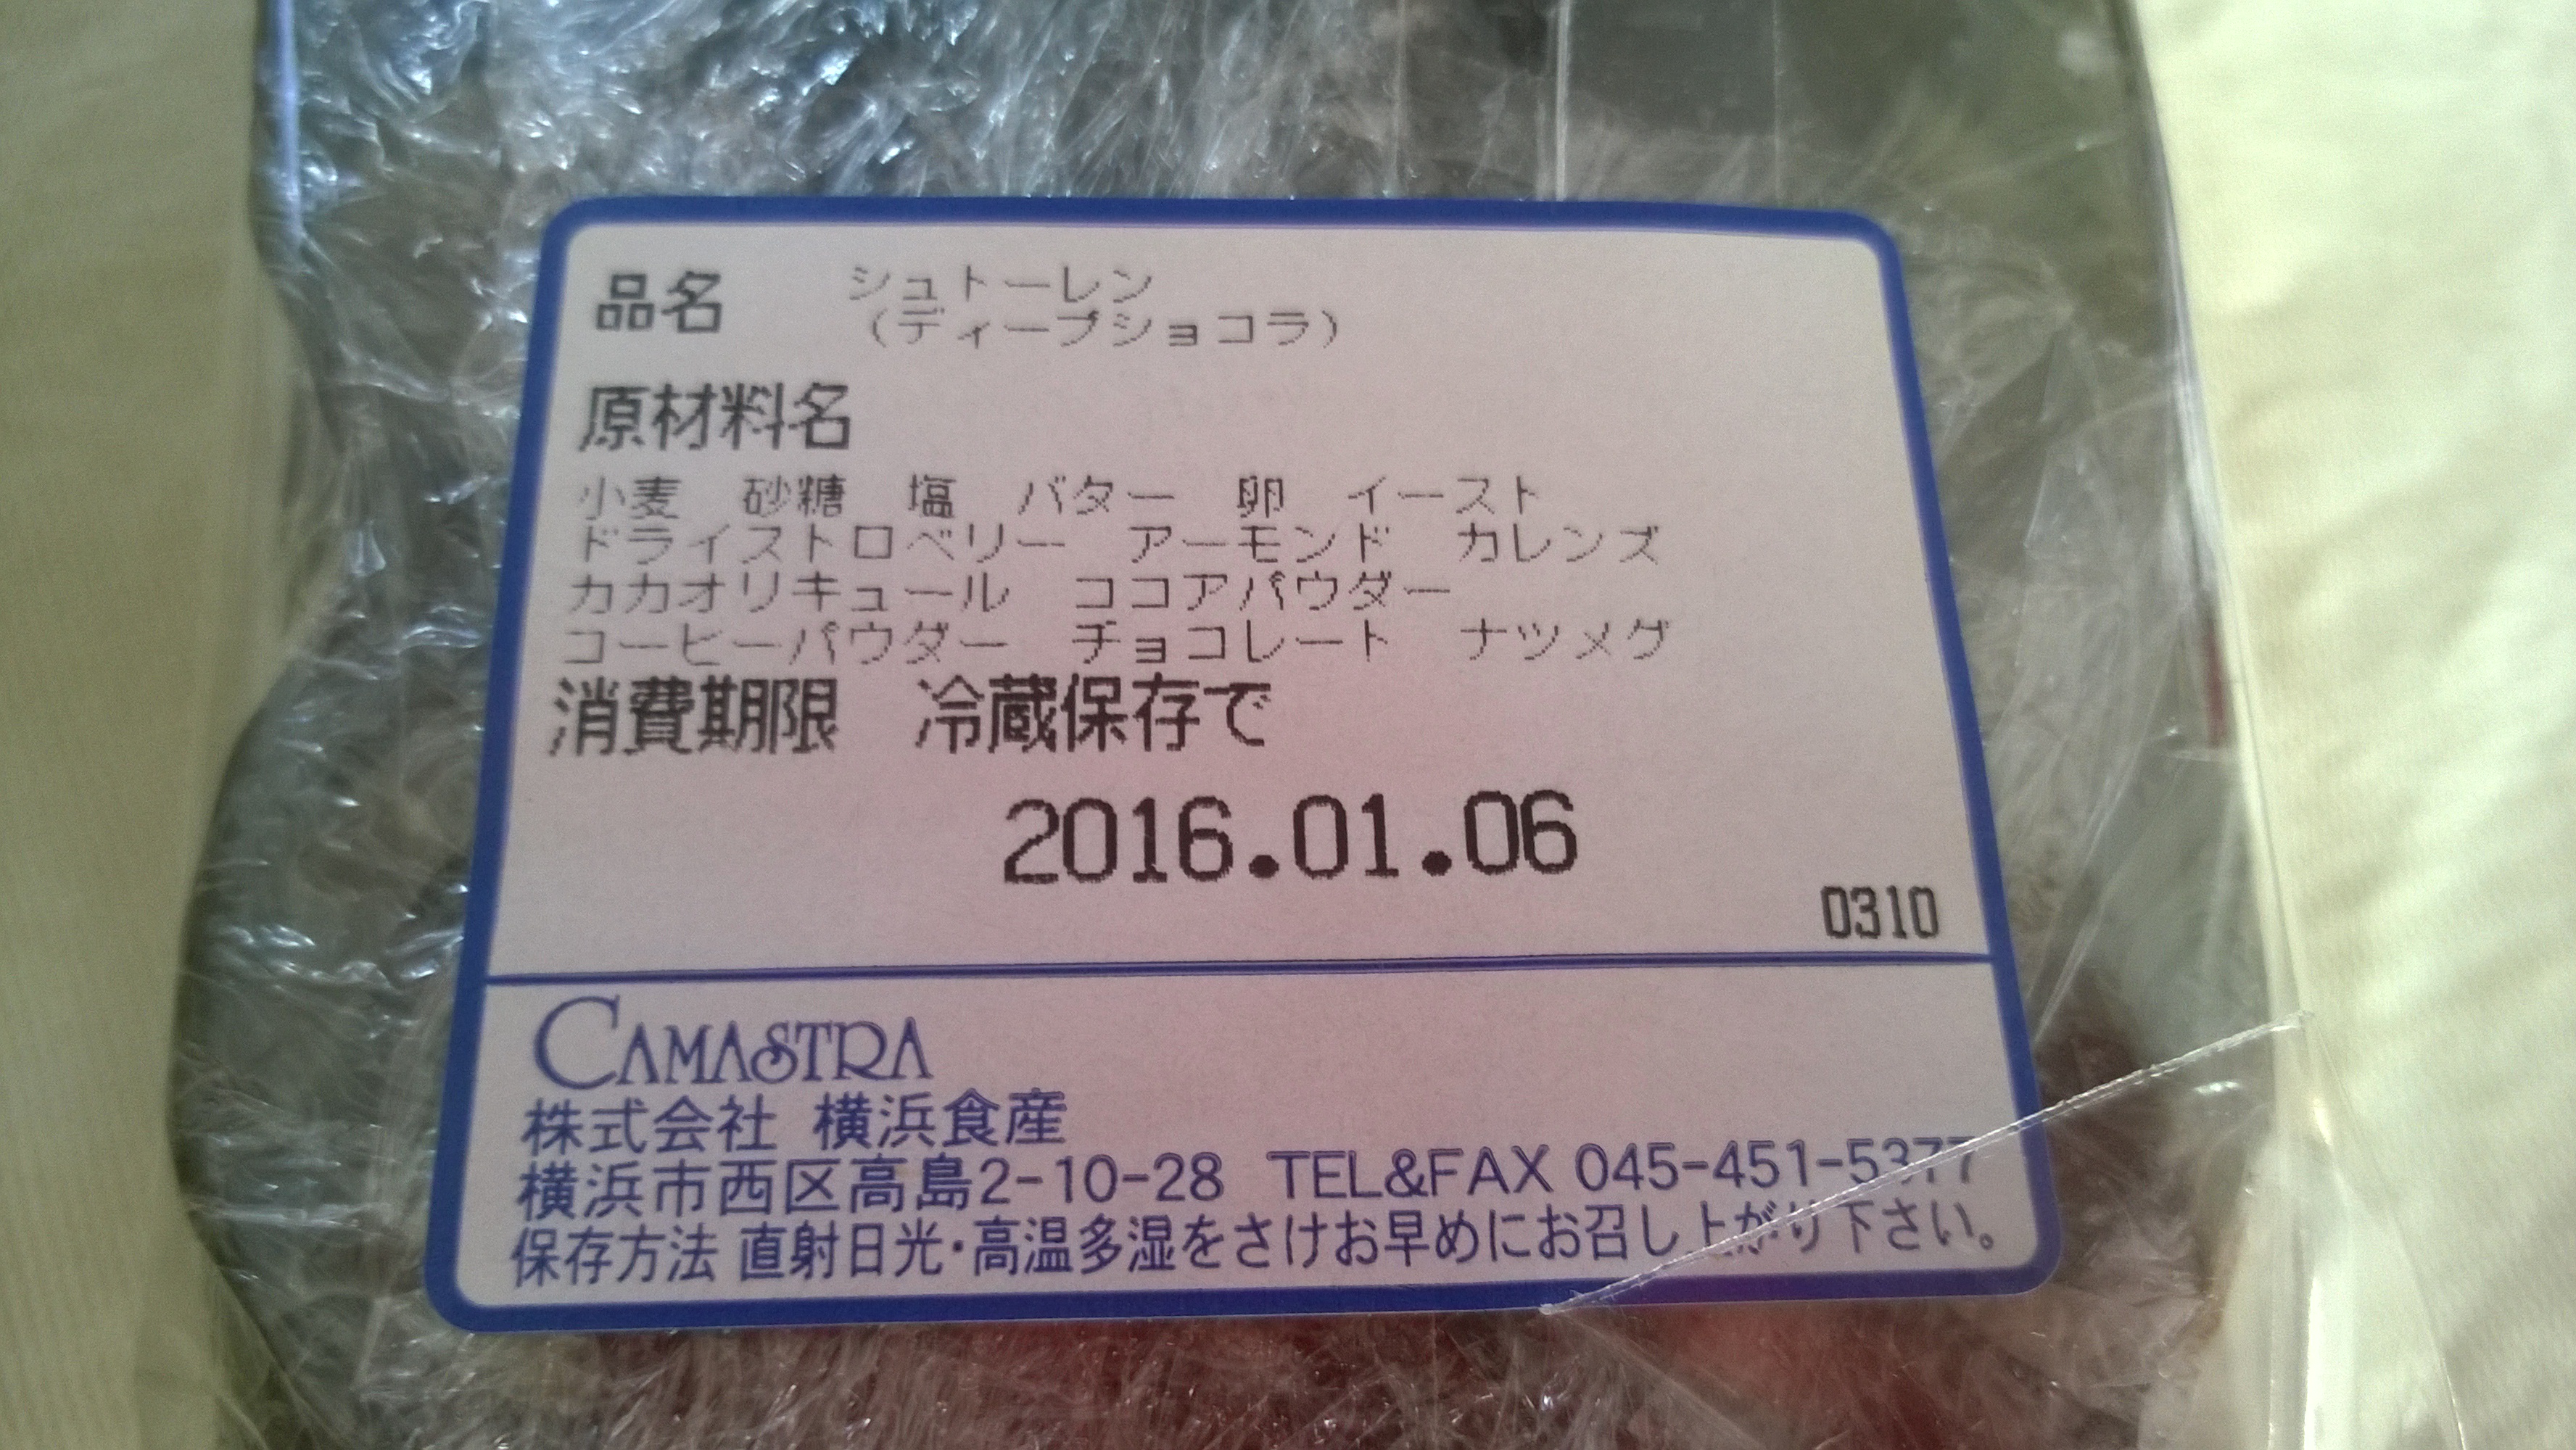 品名 シュトーレン
（ディープショコラ）
原材料名
小麦 砂糖 塩 バター 卵 イースト
ドライストロベリー アーモンド カレンズ
カカオリキュール ココアパウダー
コーヒーパウダー チョコレート ナツメグ
消費期限 冷蔵保存で
2016.01.06
0310
CAMASTRA
株式会社 横浜食産
横浜市西区高島2-10-28 TEL&FAX 045-451-5377
保存方法 直射日光・高温多湿をさけお早めにお召し上がり下さい。